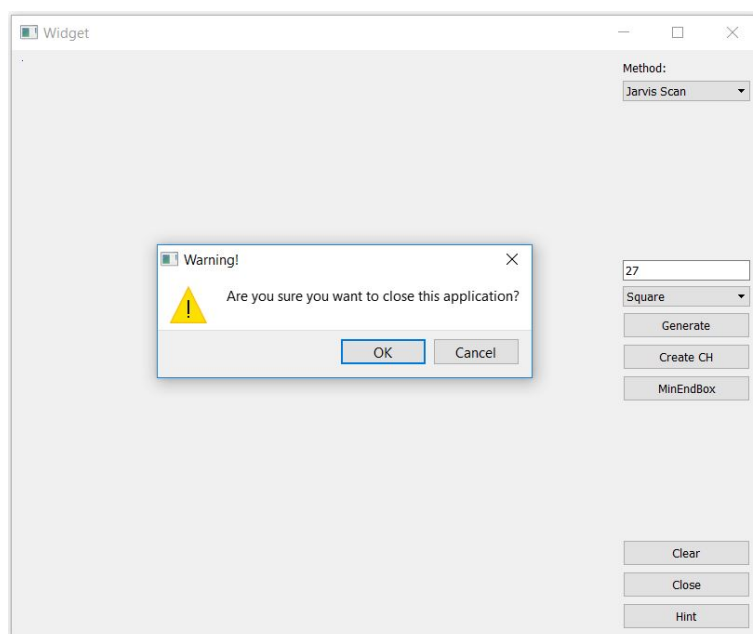 Widget
Method:
Jarvis Scan
Warning!
Are you sure you want to close this application?
OK
Cancel
27
Square
Generate
Create CH
MinEndBox
Clear
Close
Hint